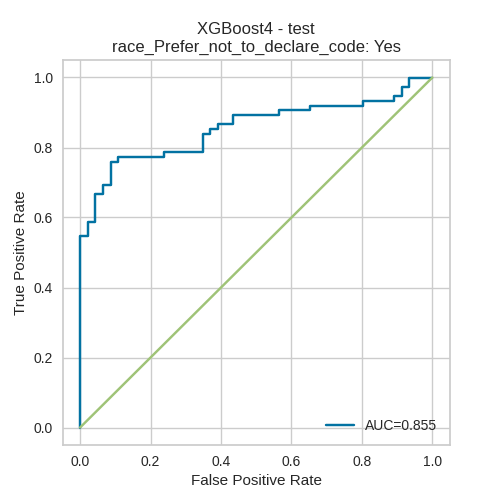 XGBoost4 - test
race_Prefer_not_to_declare_code: Yes
1.0
0.8
0.6
0.4
0.2
0.0
True Positive Rate
AUC=0.855
0.0 0.2 0.4 0.6 0.8 1.0
False Positive Rate